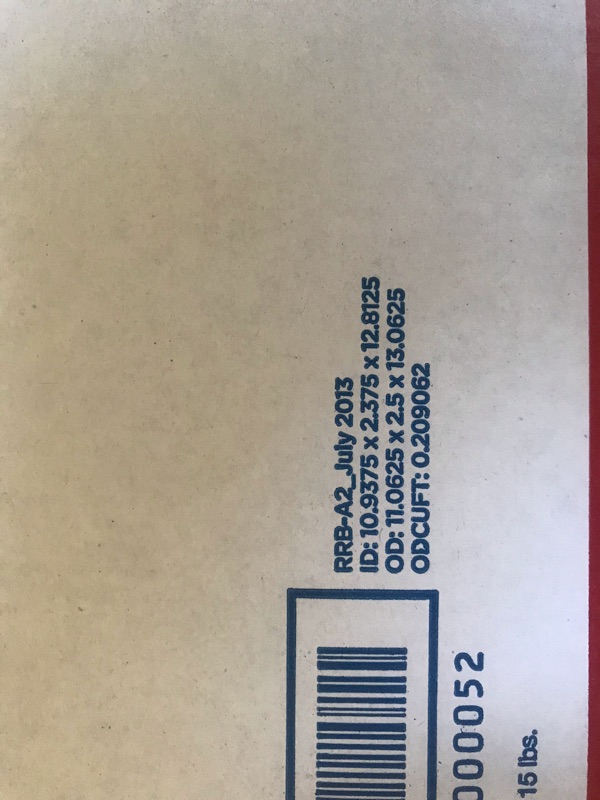 RRB-A2_July 2013
ID: 10.9375 x 2.375 x 12.8125
OD: 11.0625 x 2.5 x 13.0625
ODCUFT: 0.209062
000052
15 lbs.